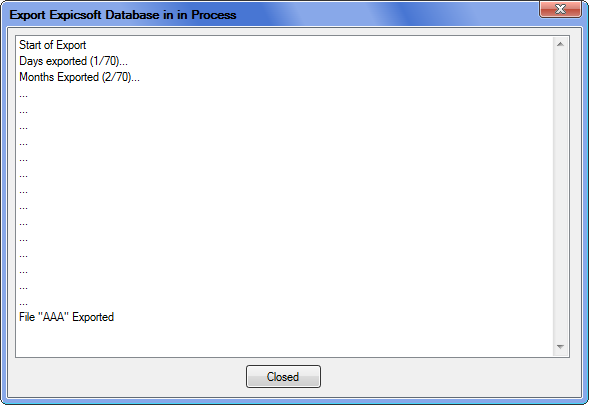 Export Expicsoft Database in in Process
Start of Export
Days exported (1/70)...
Months Exported (2/70)...
...
...
...
...
...
...
...
...
...
...
...
...
...
...
File "AAA" Exported
Closed